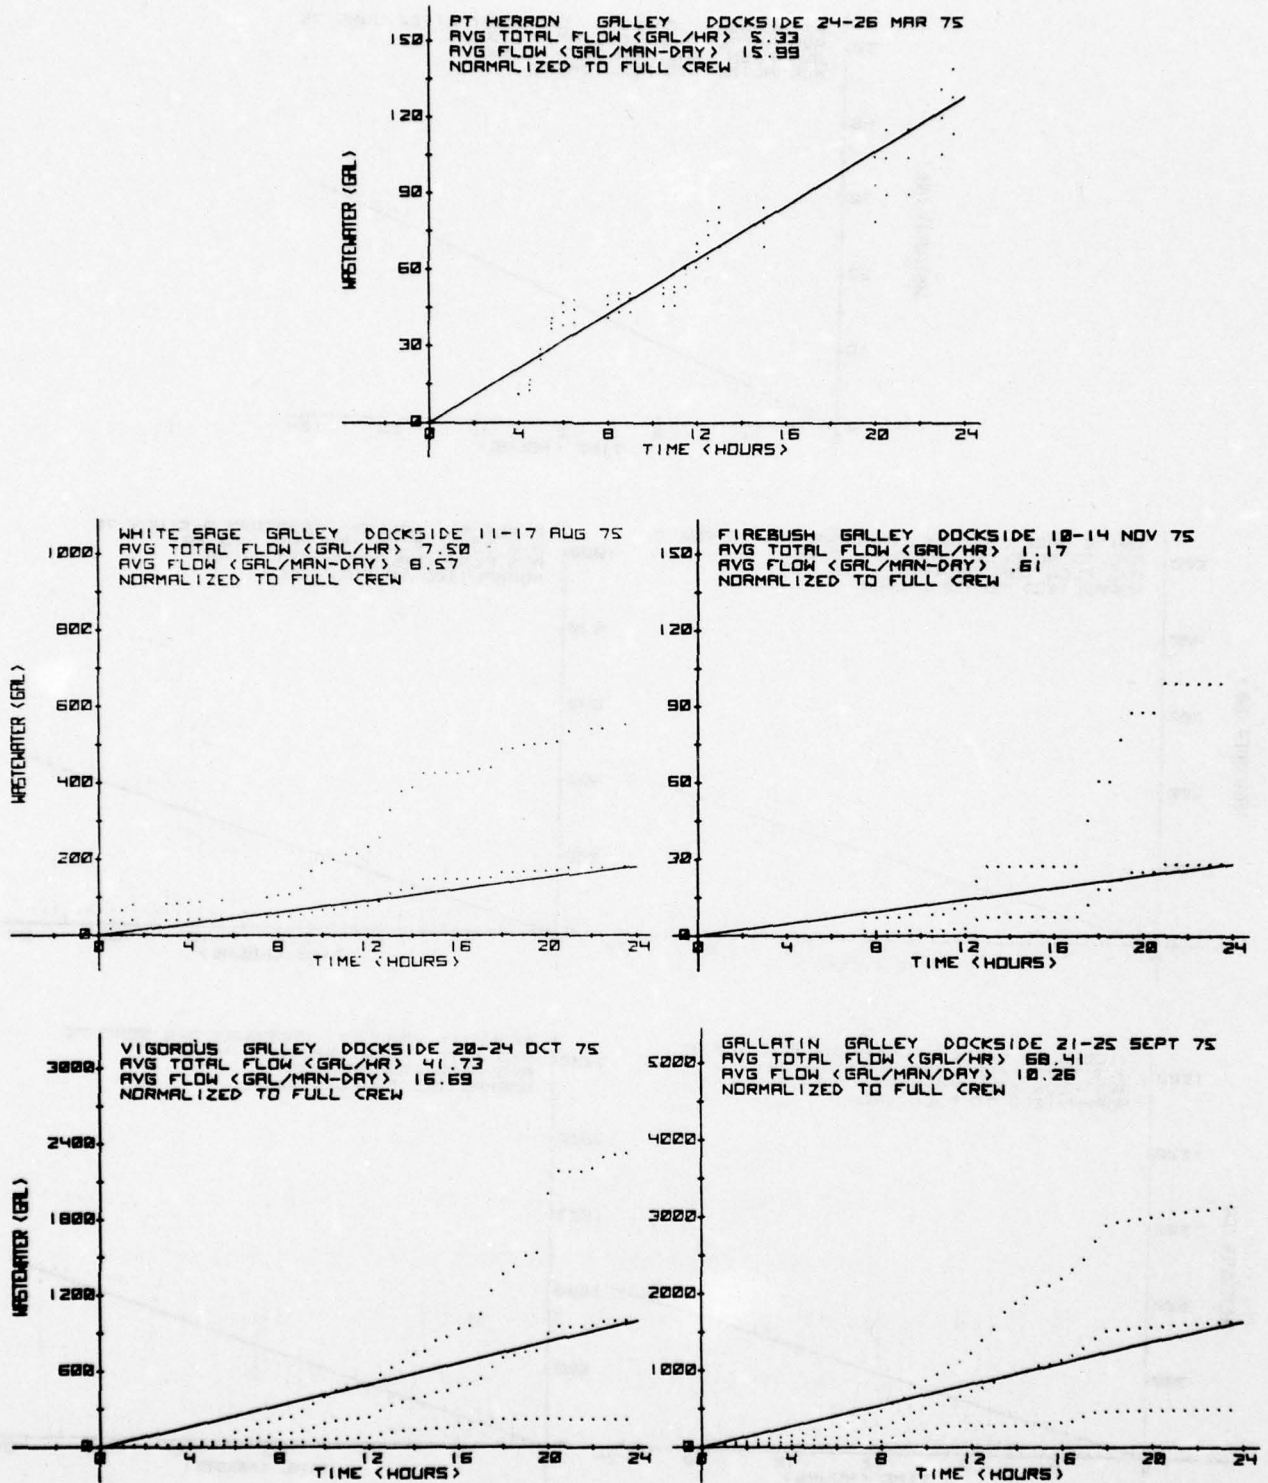 PT HERRON GALLEY DOCKSIDE 24-26 MAR 75
AVG TOTAL FLOW <GAL/HR> 5.33
AVG FLOW <GAL/MAN-DAY> 15.99
NORMALIZED TO FULL CREW
150
120
90
60
30
0
WASTEWATER <GAL>
0 4 8 12 16 20 24
TIME <HOURS>
WHITE SAGE GALLEY DOCKSIDE 11-17 AUG 75
AVG TOTAL FLOW <GAL/HR> 7.50
AVG FLOW <GAL/MAN-DAY> 8.57
NORMALIZED TO FULL CREW
1000
800
600
400
200
0
WASTEWATER <GAL>
0 4 8 12 16 20 24
TIME <HOURS>
FIREBUSH GALLEY DOCKSIDE 10-14 NOV 75
AVG TOTAL FLOW <GAL/HR> 1.17
AVG FLOW <GAL/MAN-DAY> .61
NORMALIZED TO FULL CREW
150
120
90
60
30
0
0 4 8 12 16 20 24
TIME <HOURS>
VIGOROUS GALLEY DOCKSIDE 20-24 OCT 75
AVG TOTAL FLOW <GAL/HR> 41.73
AVG FLOW <GAL/MAN-DAY> 16.69
NORMALIZED TO FULL CREW
3000
2400
1800
1200
600
0
WASTEWATER <GAL>
0 4 8 12 16 20 24
TIME <HOURS>
GALLATIN GALLEY DOCKSIDE 21-25 SEPT 75
AVG TOTAL FLOW <GAL/HR> 68.41
AVG FLOW <GAL/MAN/DAY> 10.26
NORMALIZED TO FULL CREW
5000
4000
3000
2000
1000
0
0 4 8 12 16 20 24
TIME <HOURS>